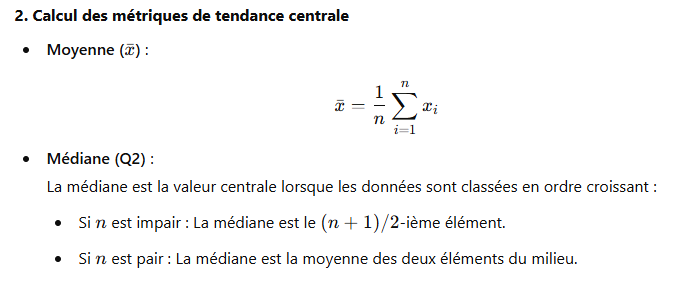 2. Calcul des métriques de tendance centrale
• Moyenne (x̄) :
x̄ = \frac{1}{n} \sum_{i=1}^{n} x_i
• Médiane (Q2) :
La médiane est la valeur centrale lorsque les données sont classées en ordre croissant :
• Si n est impair : La médiane est le (n + 1)/2-ième élément.
• Si n est pair : La médiane est la moyenne des deux éléments du milieu.